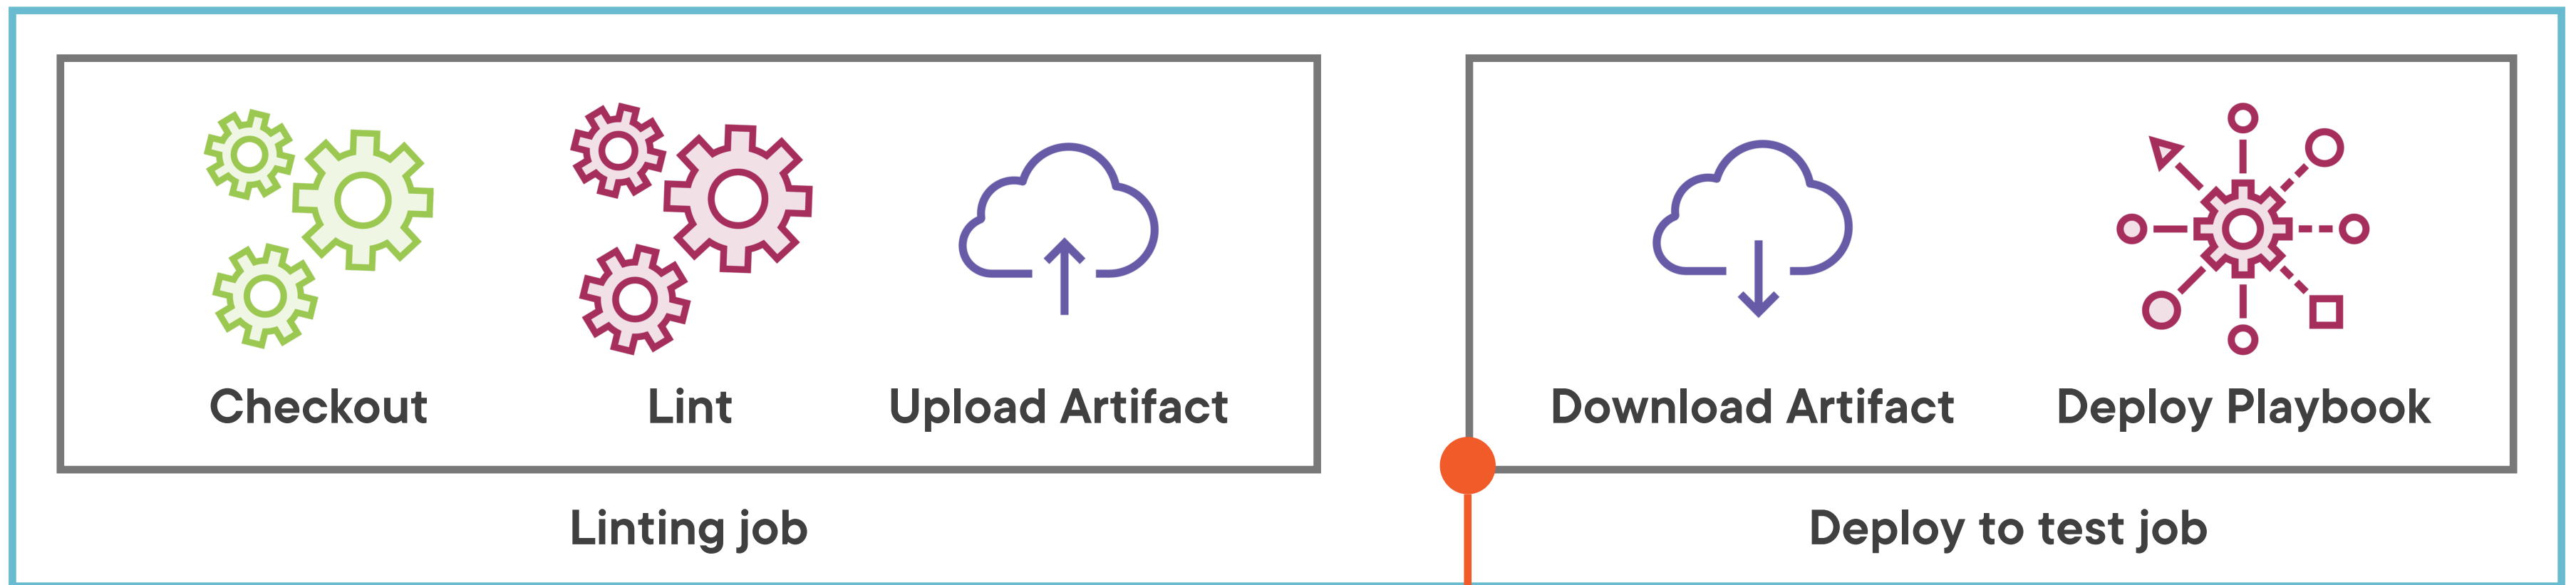 Checkout
Lint
Upload Artifact
Download Artifact
Deploy Playbook
Linting job
Deploy to test job